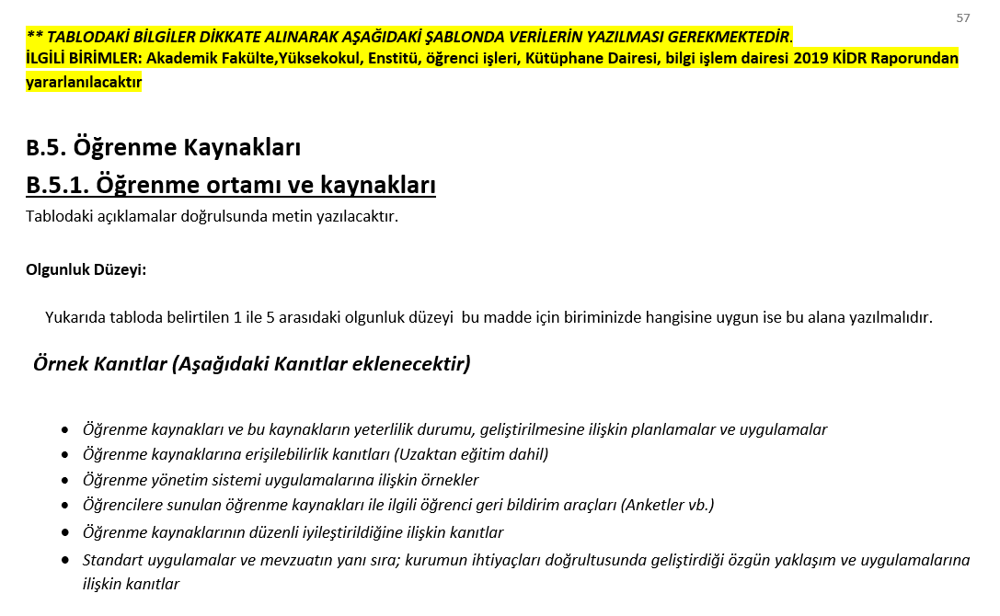 57
** TABLODAKİ BİLGİLER DİKKATE ALINARAK AŞAĞIDAKİ ŞABLONDA VERİLERİN YAZILMASI GEREKMEKTEDİR.
İLGİLİ BİRİMLER: Akademik Fakülte,Yüksekokul, Enstitü, öğrenci işleri, Kütüphane Dairesi, bilgi işlem dairesi 2019 KİDR Raporundan
yararlanılacaktır
B.5. Öğrenme Kaynakları
B.5.1. Öğrenme ortamı ve kaynakları
Tablodaki açıklamalar doğrulsunda metin yazılacaktır.
Olgunluk Düzeyi:
Yukarıda tabloda belirtilen 1 ile 5 arasıdaki olgunluk düzeyi  bu madde için biriminizde hangisine uygun ise bu alana yazılmalıdır.
Örnek Kanıtlar (Aşağıdaki Kanıtlar eklenecektir)
• Öğrenme kaynakları ve bu kaynakların yeterlilik durumu, geliştirilmesine ilişkin planlamalar ve uygulamalar
• Öğrenme kaynaklarına erişilebilirlik kanıtları (Uzaktan eğitim dahil)
• Öğrenme yönetim sistemi uygulamalarına ilişkin örnekler
• Öğrencilere sunulan öğrenme kaynakları ile ilgili öğrenci geri bildirim araçları (Anketler vb.)
• Öğrenme kaynaklarının düzenli iyileştirildiğine ilişkin kanıtlar
• Standart uygulamalar ve mevzuatın yanı sıra; kurumun ihtiyaçları doğrultusunda geliştirdiği özgün yaklaşım ve uygulamalarına
ilişkin kanıtlar